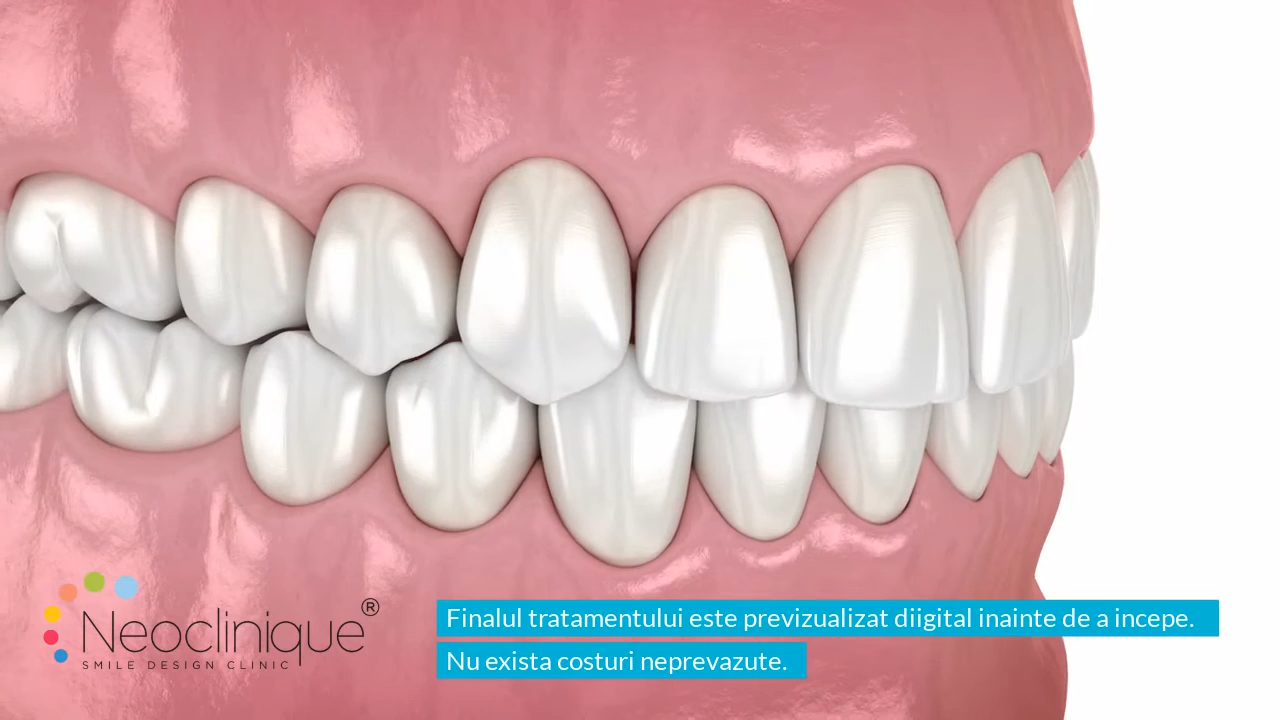 Neoclinique®
SMILE DESIGN CLINIC
Finalul tratamentului este previzualizat diigital inainte de a incepe.
Nu exista costuri neprevazute.